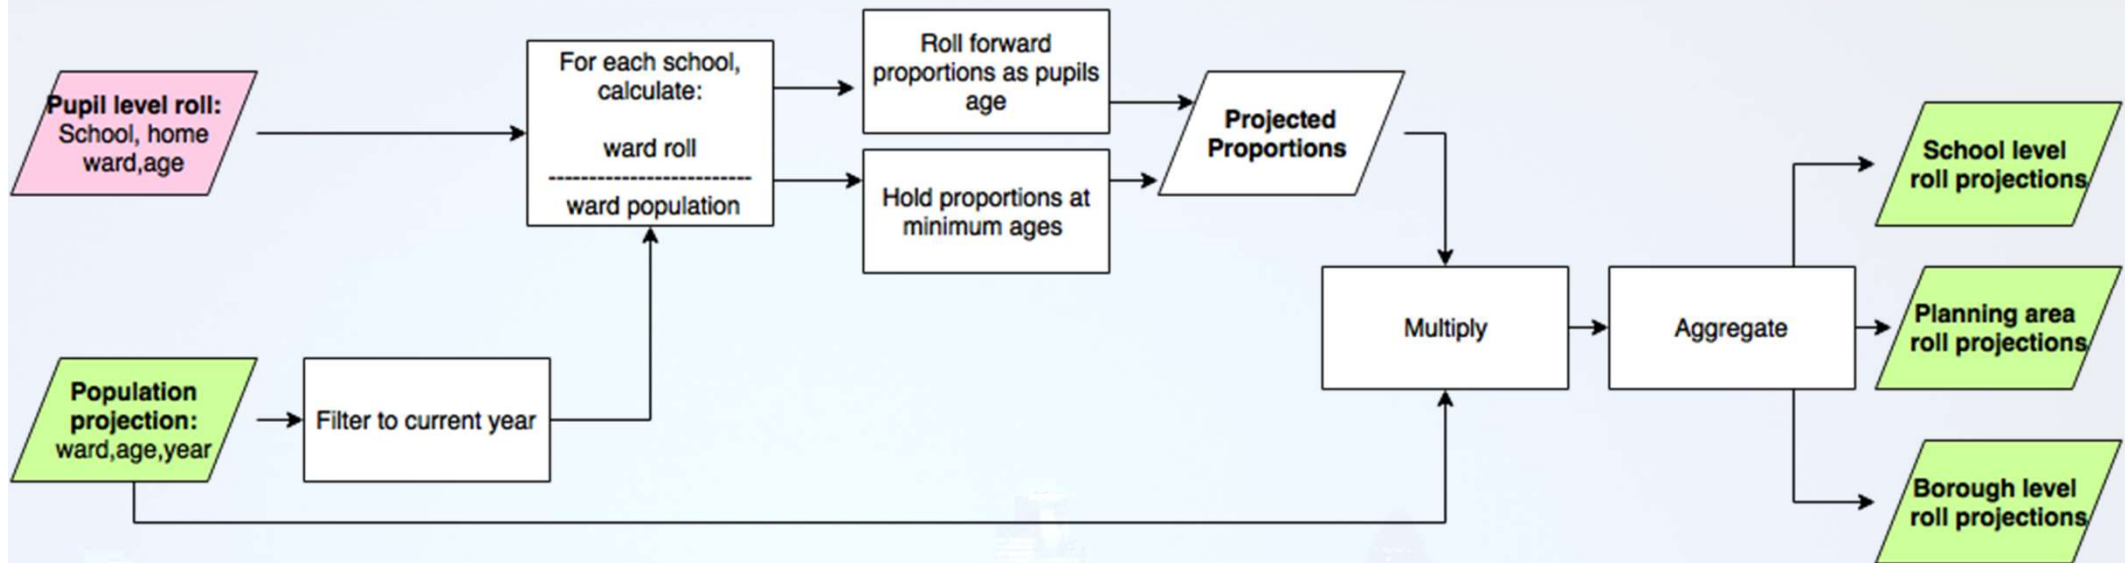 Pupil level roll:
School, home
ward,age
For each school,
calculate:
ward roll
-------------------------
ward population
Roll forward
proportions as pupils
age
Hold proportions at
minimum ages
Projected
Proportions
Population
projection:
ward,age,year
Filter to current year
Multiply
Aggregate
School level
roll projections
Planning area
roll projections
Borough level
roll projections